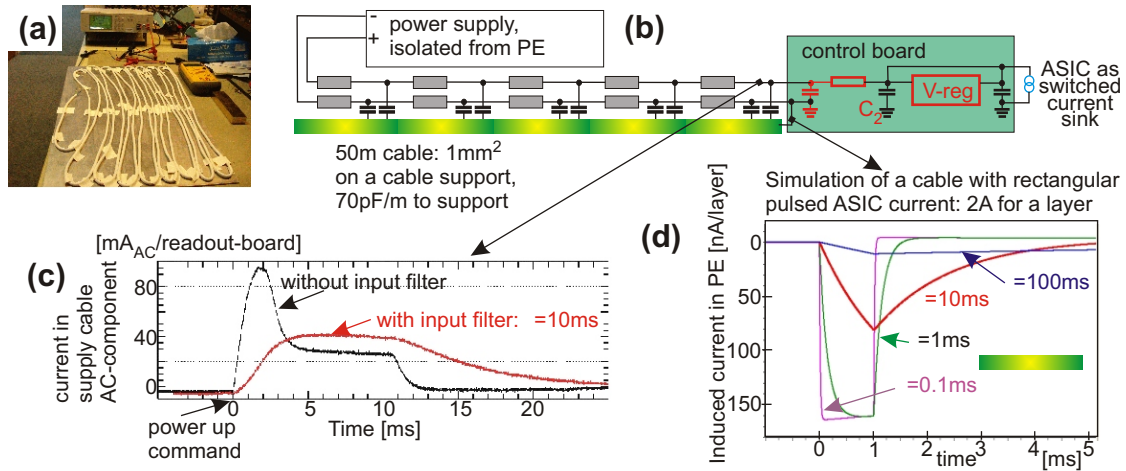 (a)
-
+
power supply,
isolated from PE
(b)
control board
C2
V-reg
ASIC as
switched
current
sink
50m cable: 1mm²
on a cable support,
70pF/m to support
Simulation of a cable with rectangular
pulsed ASIC current: 2A for a layer
(c)
[mA_AC/readout-board]
current in
supply cable
AC-component
80
40
0
without input filter
with input filter: =10ms
0 5 10 15 20
Time [ms]
power up
command
(d)
Induced current in PE [nA/layer]
0
50
100
150
=100ms
=10ms
=1ms
=0.1ms
0 1 2 3 4 5
time [ms]